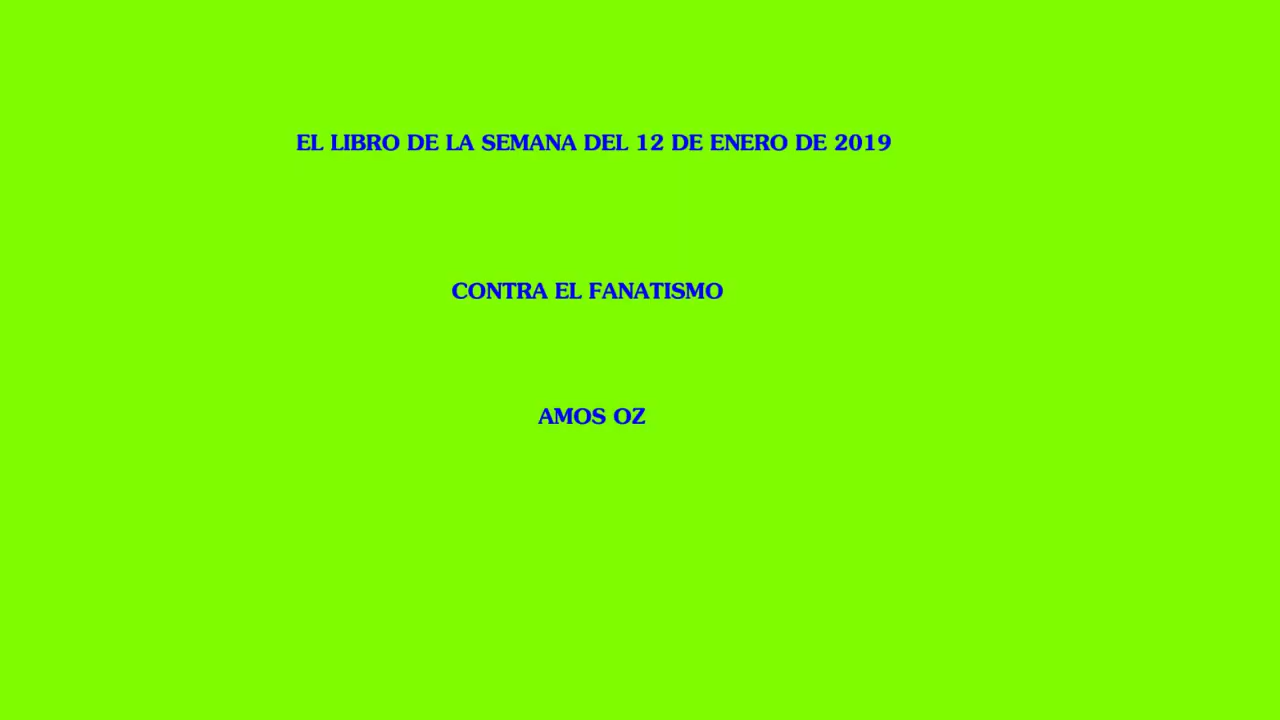 EL LIBRO DE LA SEMANA DEL 12 DE ENERO DE 2019
CONTRA EL FANATISMO
AMOS OZ